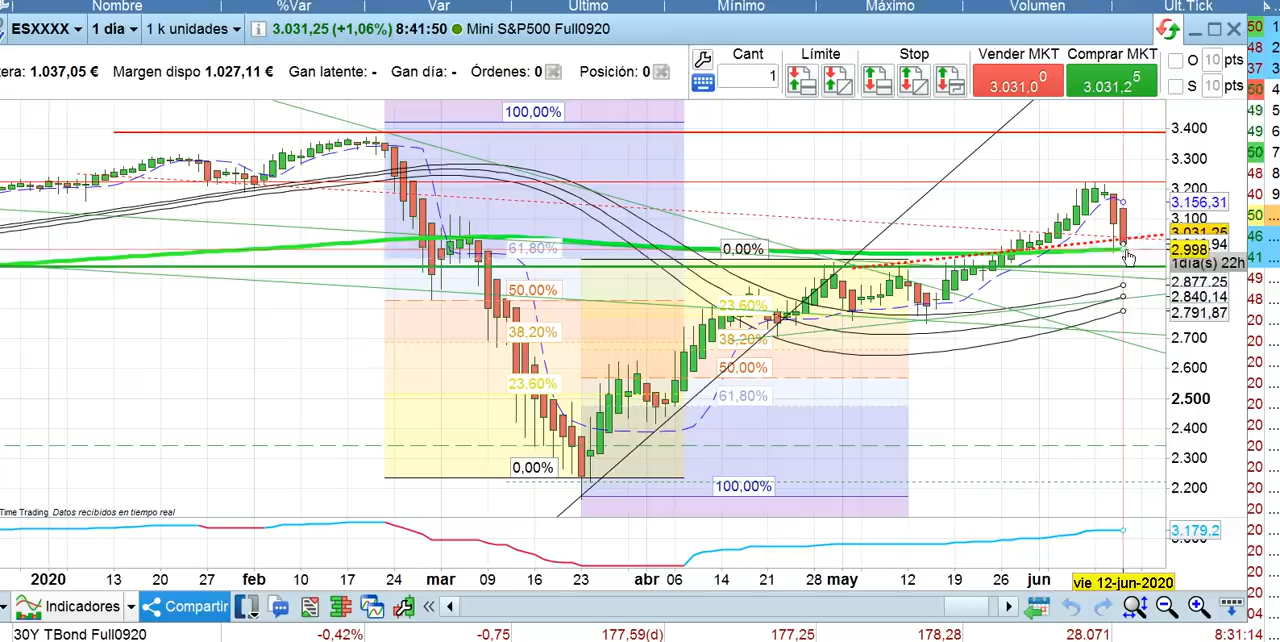 Nombre %Var Var Último Mínimo Máximo Volumen Últ.Tick
ESXXXX 1 día 1 k unidades 3.031,25 (+1,06%) 8:41:50 Mini S&P500 Full0920
tera: 1.037,05 € Margen dispo 1.027,11 € Gan latente: - Gan día: - Órdenes: 0 Posición: 0
Cant Límite Stop Vender MKT Comprar MKT
1 3.031,0 0 3.031,2 5
O 10 pts
S 10 pts
100,00%
61,80%
50,00%
38,20%
23,60%
0,00%
0,00%
23,60%
38,20%
50,00%
61,80%
100,00%
3.400
3.300
3.200
3.156,31
3.100
3.031,25
2.998
1día(s) 22h
2.877,25
2.840,14
2.791,87
2.700
2.600
2.500
2.400
2.300
2.200
Time Trading Datos recibidos en tiempo real
3.179,2
2020 13 20 27 feb 10 17 24 mar 09 16 23 abr 06 14 21 28 may 12 19 26 jun vie 12-jun-2020
Indicadores Compartir
30Y TBond Full0920 -0,42% -0,75 177,59(d) 177,25 178,28 28.071 8:31:14